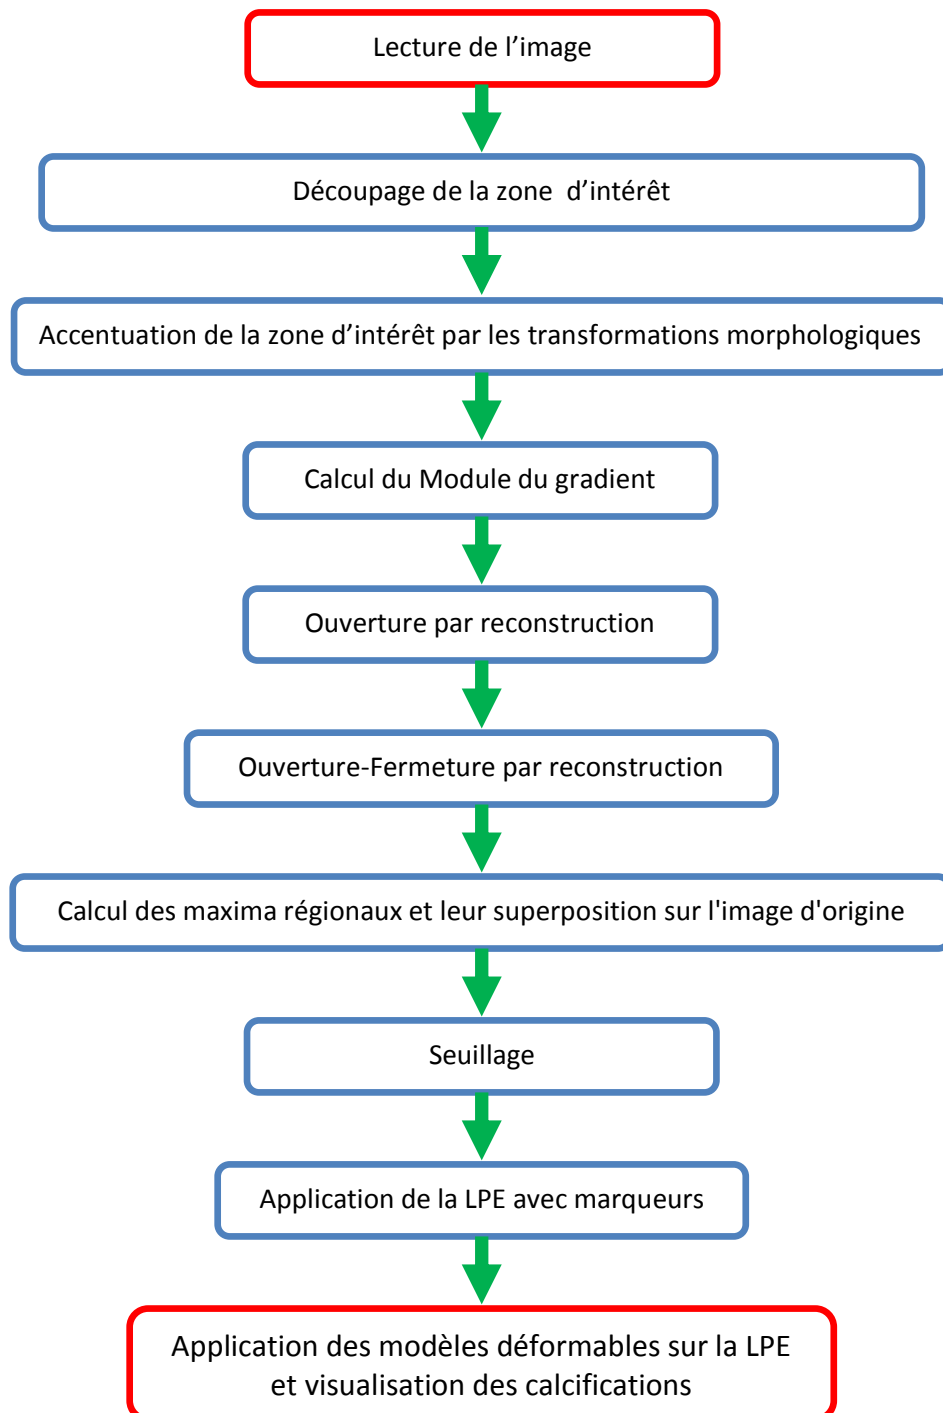 Lecture de l’image
Découpage de la zone  d’intérêt
Accentuation de la zone d’intérêt par les transformations morphologiques
Calcul du Module du gradient
Ouverture par reconstruction
Ouverture-Fermeture par reconstruction
Calcul des maxima régionaux et leur superposition sur l'image d'origine
Seuillage
Application de la LPE avec marqueurs
Application des modèles déformables sur la LPE
et visualisation des calcifications